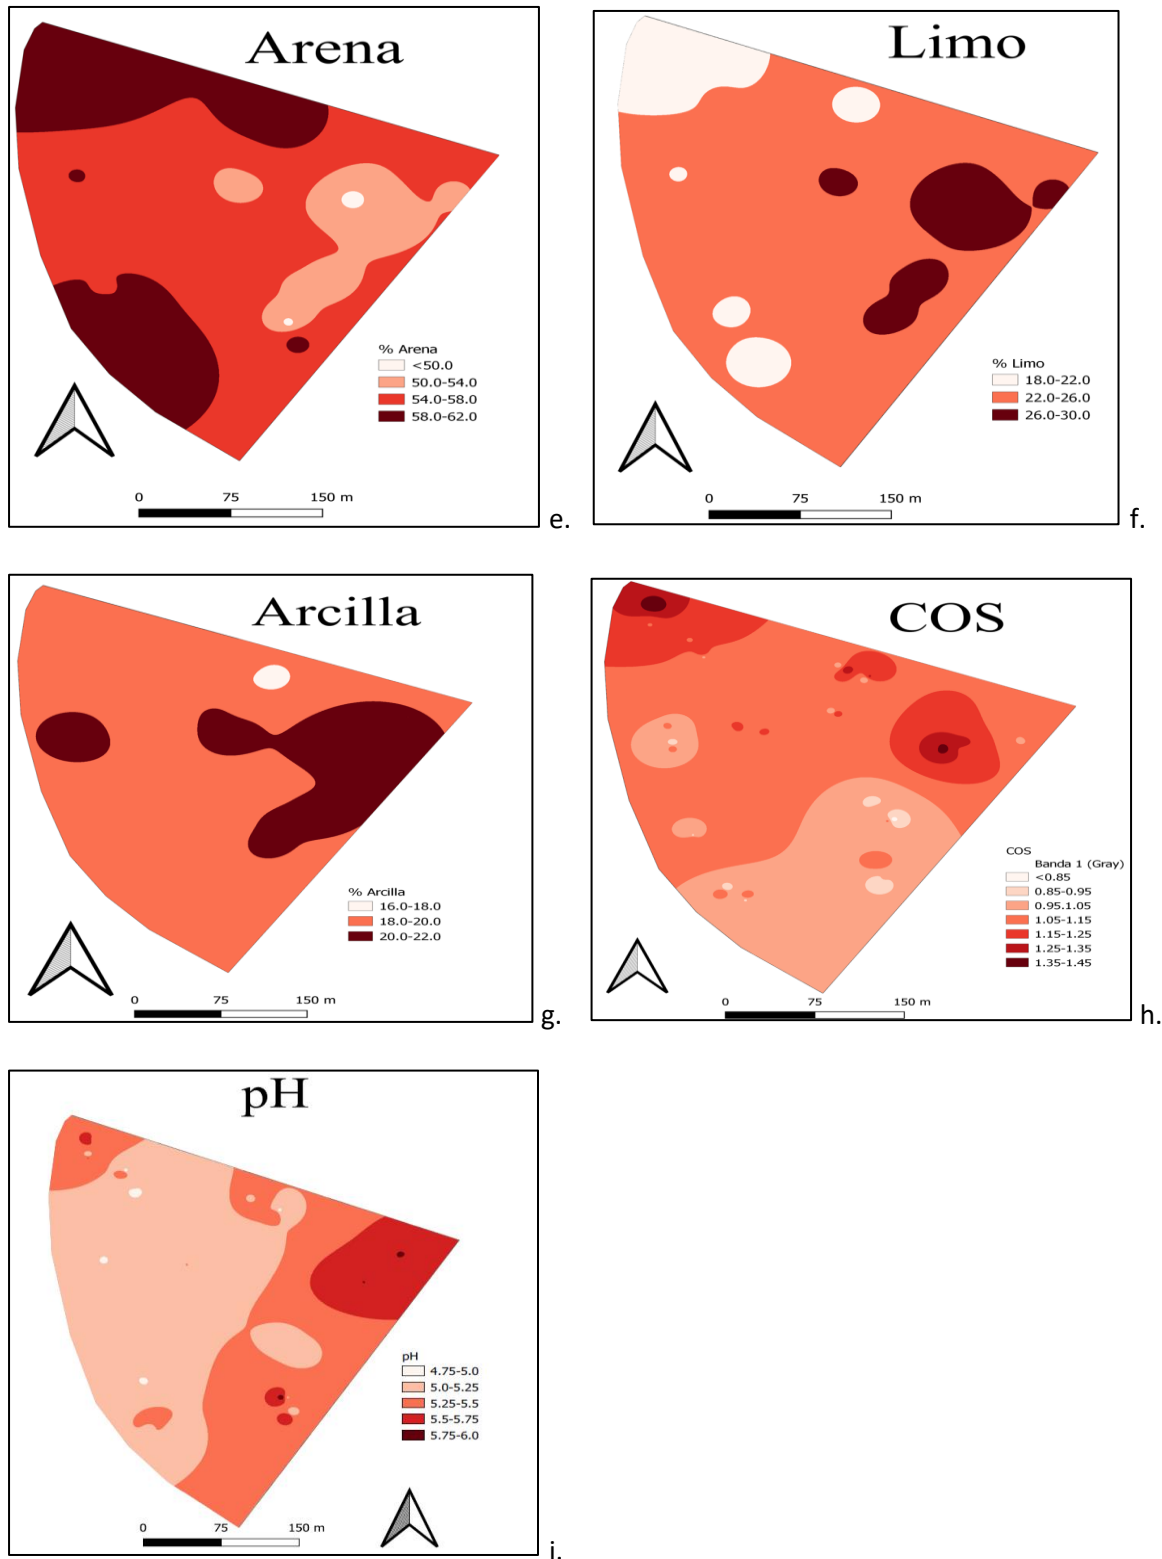 Arena
% Arena
<50.0
50.0-54.0
54.0-58.0
58.0-62.0
0 75 150 m
e.
Limo
% Limo
18.0-22.0
22.0-26.0
26.0-30.0
0 75 150 m
f.
Arcilla
% Arcilla
16.0-18.0
18.0-20.0
20.0-22.0
0 75 150 m
g.
COS
COS
Banda 1 (Gray)
<0.85
0.85-0.95
0.95.1.05
1.05-1.15
1.15-1.25
1.25-1.35
1.35-1.45
0 75 150 m
h.
pH
pH
4.75-5.0
5.0-5.25
5.25-5.5
5.5-5.75
5.75-6.0
0 75 150 m
i.